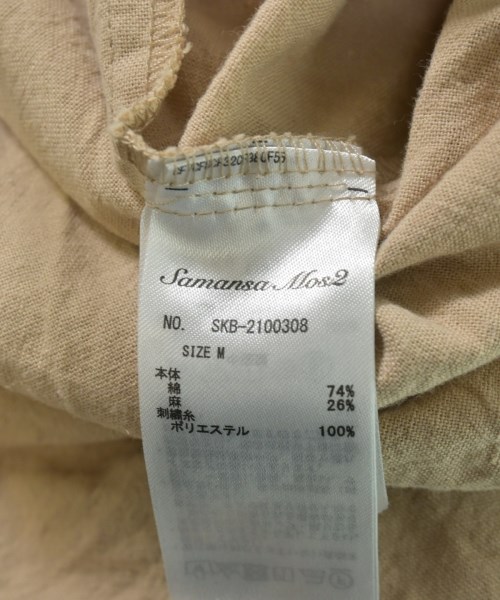 Samansa Mos2
NO. SKB-2100308
SIZE M
本体
綿 74%
麻 26%
刺繍糸
ポリエステル 100%